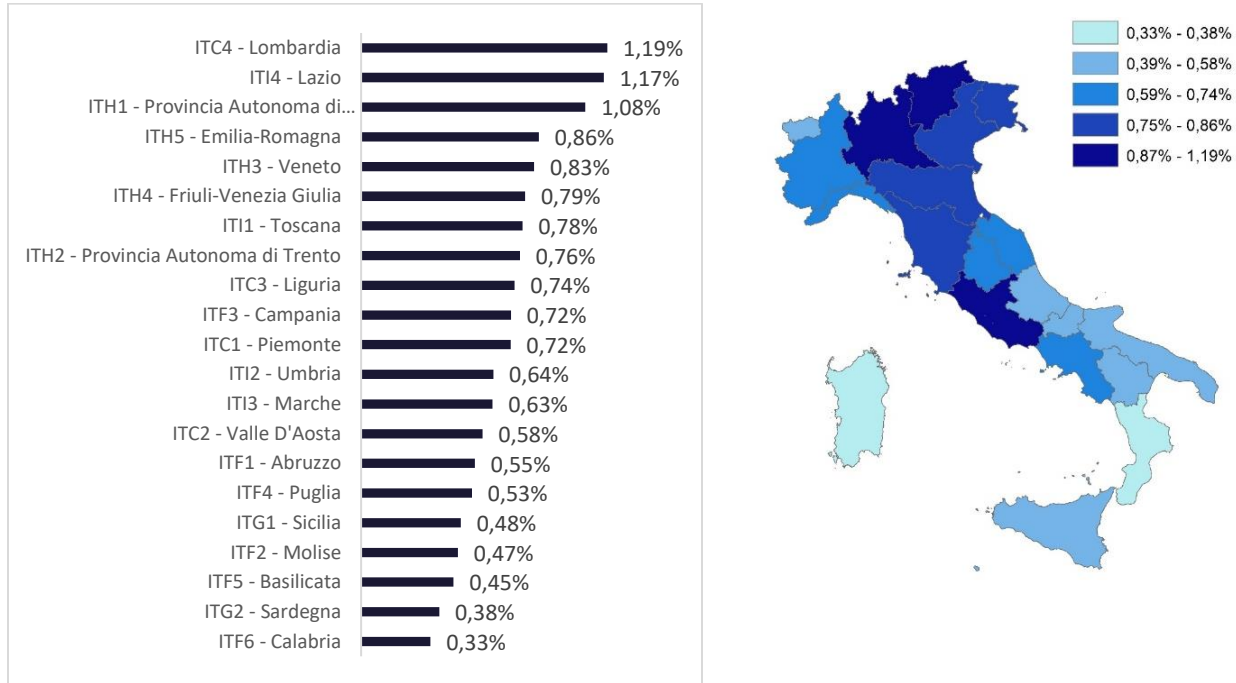 ITC4 - Lombardia 1,19%
ITI4 - Lazio 1,17%
ITH1 - Provincia Autonoma di... 1,08%
ITH5 - Emilia-Romagna 0,86%
ITH3 - Veneto 0,83%
ITH4 - Friuli-Venezia Giulia 0,79%
ITI1 - Toscana 0,78%
ITH2 - Provincia Autonoma di Trento 0,76%
ITC3 - Liguria 0,74%
ITF3 - Campania 0,72%
ITC1 - Piemonte 0,72%
ITI2 - Umbria 0,64%
ITI3 - Marche 0,63%
ITC2 - Valle D'Aosta 0,58%
ITF1 - Abruzzo 0,55%
ITF4 - Puglia 0,53%
ITG1 - Sicilia 0,48%
ITF2 - Molise 0,47%
ITF5 - Basilicata 0,45%
ITG2 - Sardegna 0,38%
ITF6 - Calabria 0,33%
0,33% - 0,38%
0,39% - 0,58%
0,59% - 0,74%
0,75% - 0,86%
0,87% - 1,19%